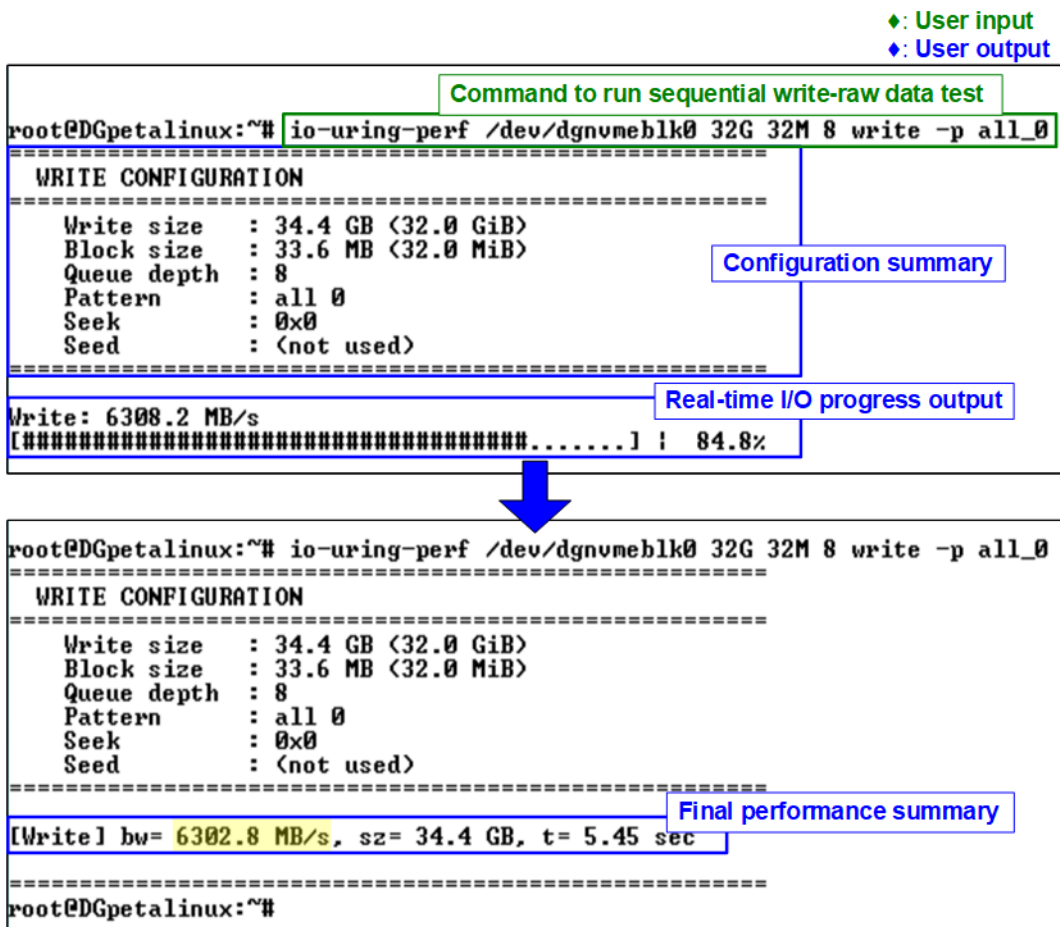 ♦: User input
♦: User output
Command to run sequential write-raw data test
root@DGpetalinux:~# io-uring-perf /dev/dgnvmeblk0 32G 32M 8 write -p all_0
========================================================
WRITE CONFIGURATION
========================================================
Write size : 34.4 GB (32.0 GiB)
Block size : 33.6 MB (32.0 MiB)
Queue depth : 8
Pattern : all 0
Seek : 0x0
Seed : (not used)
========================================================
Configuration summary
Real-time I/O progress output
Write: 6308.2 MB/s
[####################################.......] | 84.8%
root@DGpetalinux:~# io-uring-perf /dev/dgnvmeblk0 32G 32M 8 write -p all_0
========================================================
WRITE CONFIGURATION
========================================================
Write size : 34.4 GB (32.0 GiB)
Block size : 33.6 MB (32.0 MiB)
Queue depth : 8
Pattern : all 0
Seek : 0x0
Seed : (not used)
========================================================
Final performance summary
[Write] bw= 6302.8 MB/s, sz= 34.4 GB, t= 5.45 sec
========================================================
root@DGpetalinux:~#